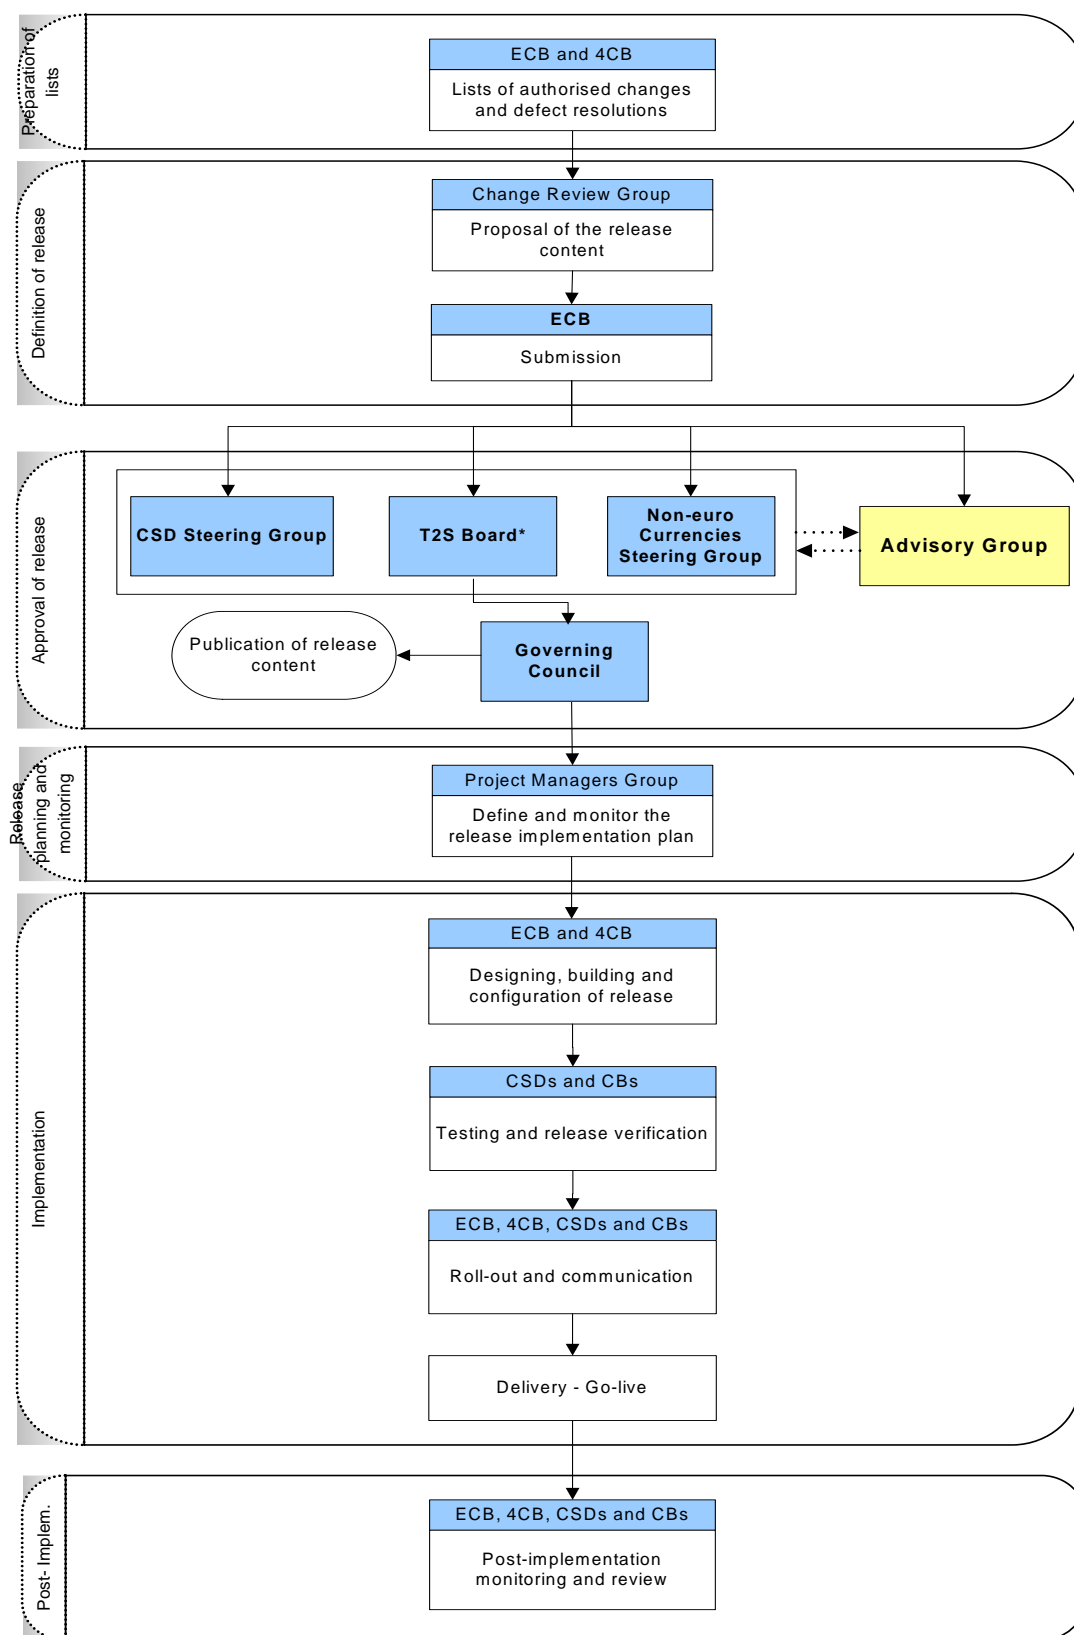 Preparation of
lists
ECB and 4CB
Lists of authorised changes
and defect resolutions
Definition of release
Change Review Group
Proposal of the release
content
ECB
Submission
Approval of release
CSD Steering Group
T2S Board*
Non-euro
Currencies
Steering Group
Advisory Group
Publication of release
content
Governing
Council
Release
planning and
monitoring
Project Managers Group
Define and monitor the
release implementation plan
Implementation
ECB and 4CB
Designing, building and
configuration of release
CSDs and CBs
Testing and release verification
ECB, 4CB, CSDs and CBs
Roll-out and communication
Delivery - Go-live
Post- Implem.
ECB, 4CB, CSDs and CBs
Post-implementation
monitoring and review